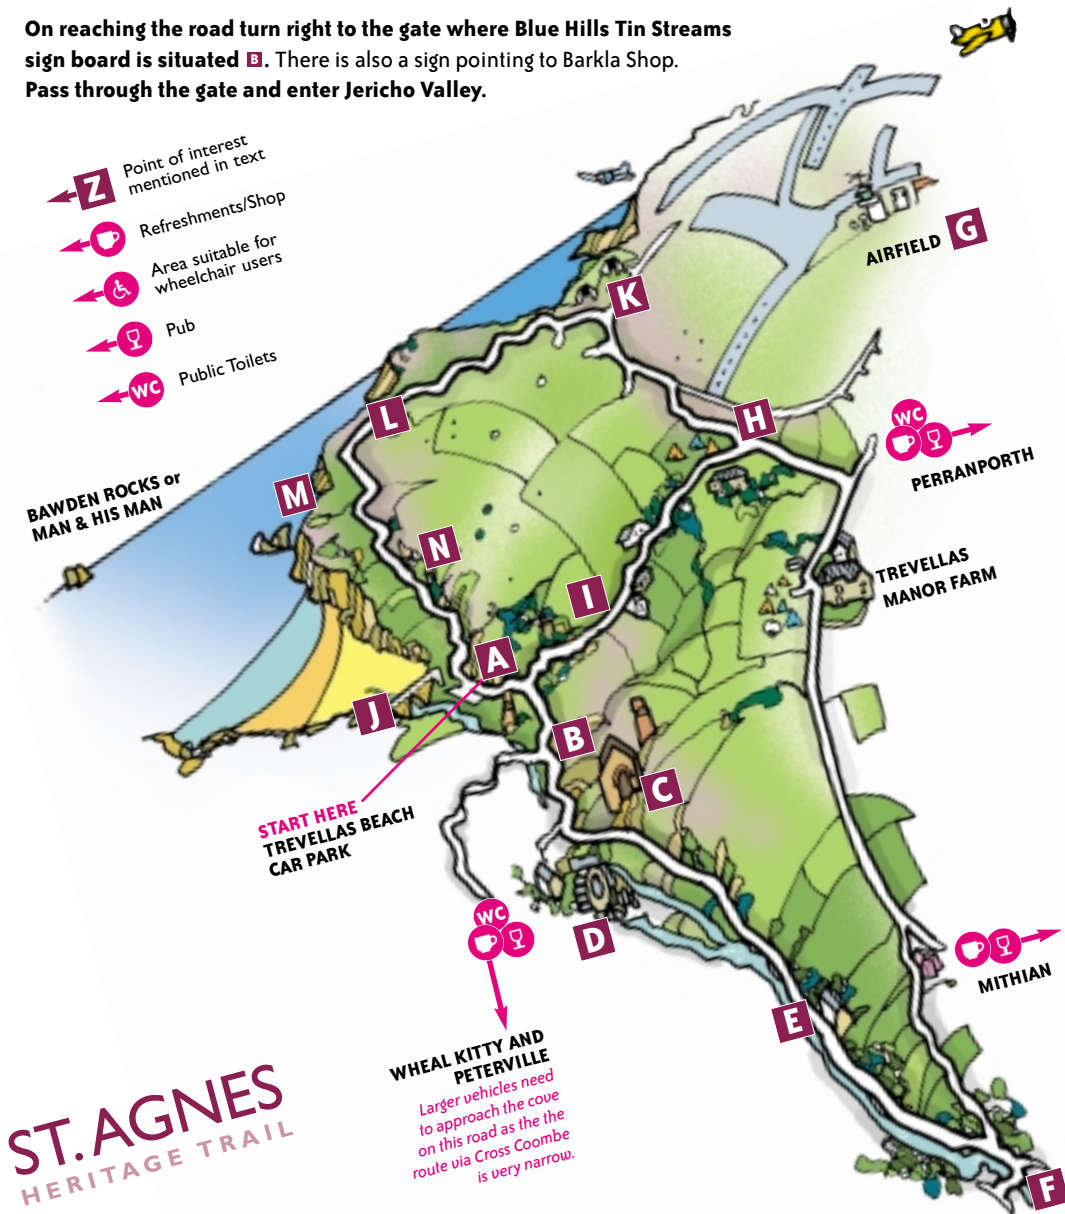 On reaching the road turn right to the gate where Blue Hills Tin Streams
sign board is situated B. There is also a sign pointing to Barkla Shop.
Pass through the gate and enter Jericho Valley.
Z
Point of interest
mentioned in text
Refreshments/Shop
Area suitable for
wheelchair users
Pub
WC
Public Toilets
AIRFIELD G
K
H
L
WC
PERRANPORTH
BAWDEN ROCKS or
MAN & HIS MAN
M
N
TREVELLAS
MANOR FARM
I
A
J
B
C
START HERE
TREVELLAS BEACH
CAR PARK
WC
D
MITHIAN
E
WHEAL KITTY AND
PETERVILLE
Larger vehicles need
to approach the cove
on this road as the the
route via Cross Coombe
is very narrow.
ST. AGNES
HERITAGE TRAIL
F